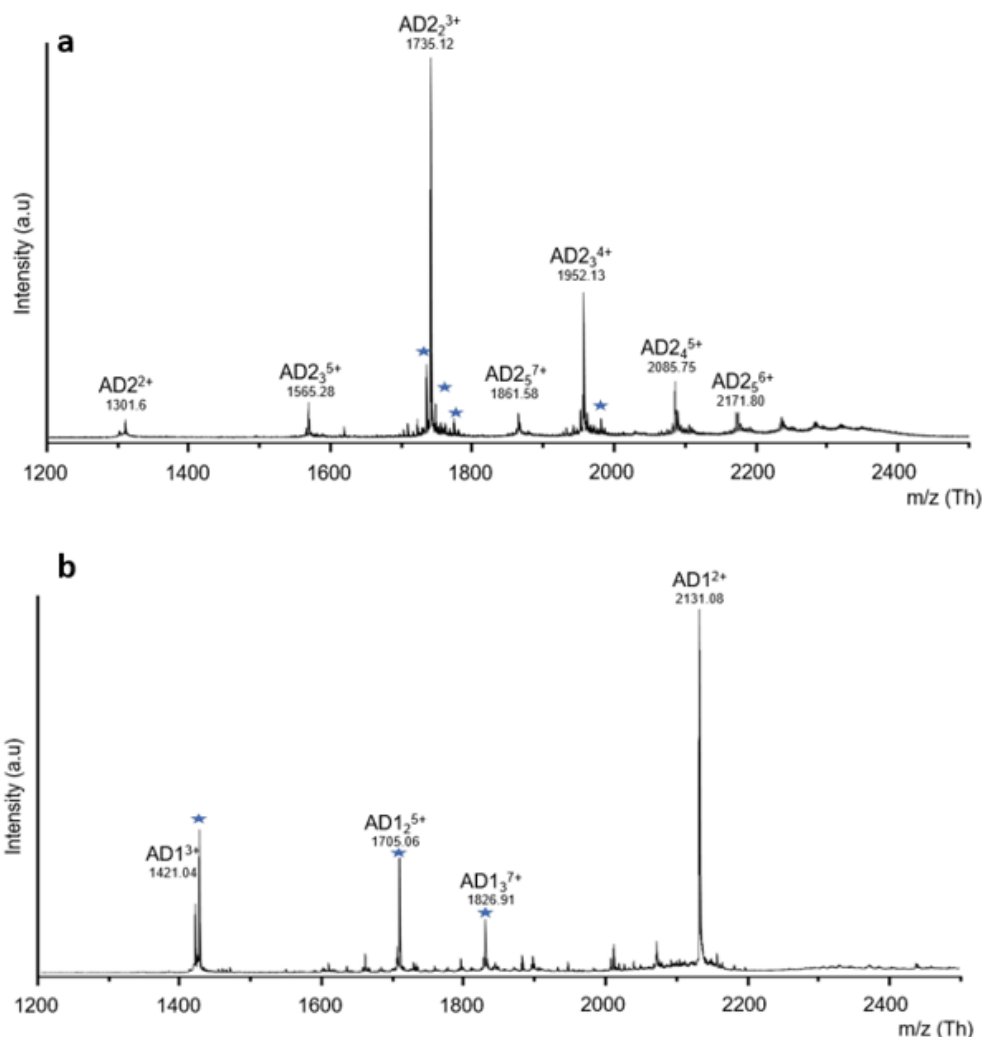 a
AD2₂³⁺
1735.12
AD2₃⁴⁺
1952.13
AD2₄⁵⁺
2085.75
AD2₃⁵⁺
1565.28
AD2₅⁷⁺
1861.58
AD2₅⁶⁺
2171.80
AD2²⁺
1301.6
Intensity (a.u)
1200 1400 1600 1800 2000 2200 2400
m/z (Th)
b
AD1²⁺
2131.08
AD1₂⁵⁺
1705.06
AD1³⁺
1421.04
AD1₃⁷⁺
1826.91
Intensity (a.u)
1200 1400 1600 1800 2000 2200 2400
m/z (Th)